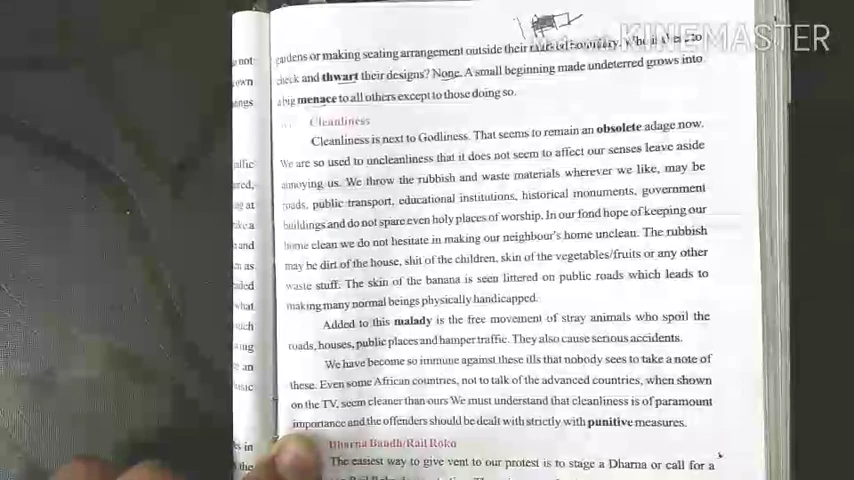 KINEMASTER
gardens or making seating arrangement outside their
check and thwart their designs? None. A small beginning made undeterred grows into
a big menace to all others except to those doing so.
Cleanliness
Cleanliness is next to Godliness. That seems to remain an obsolete adage now.
We are so used to uncleanliness that it does not seem to affect our senses leave aside
annoying us. We throw the rubbish and waste materials wherever we like, may be
roads, public transport, educational institutions, historical monuments, government
buildings and do not spare even holy places of worship. In our fond hope of keeping our
home clean we do not hesitate in making our neighbour's home unclean. The rubbish
may be dirt of the house, shit of the children, skin of the vegetables/fruits or any other
waste stuff. The skin of the banana is seen littered on public roads which leads to
making many normal beings physically handicapped.
Added to this malady is the free movement of stray animals who spoil the
roads, houses, public places and hamper traffic. They also cause serious accidents.
We have become so immune against these ills that nobody sees to take a note of
these. Even some African countries, not to talk of the advanced countries, when shown
on the TV, seem cleaner than ours We must understand that cleanliness is of paramount
importance and the offenders should be dealt with strictly with punitive measures.
Dharna Bandh/Rail Roko
The easiest way to give vent to our protest is to stage a Dharna or call for a